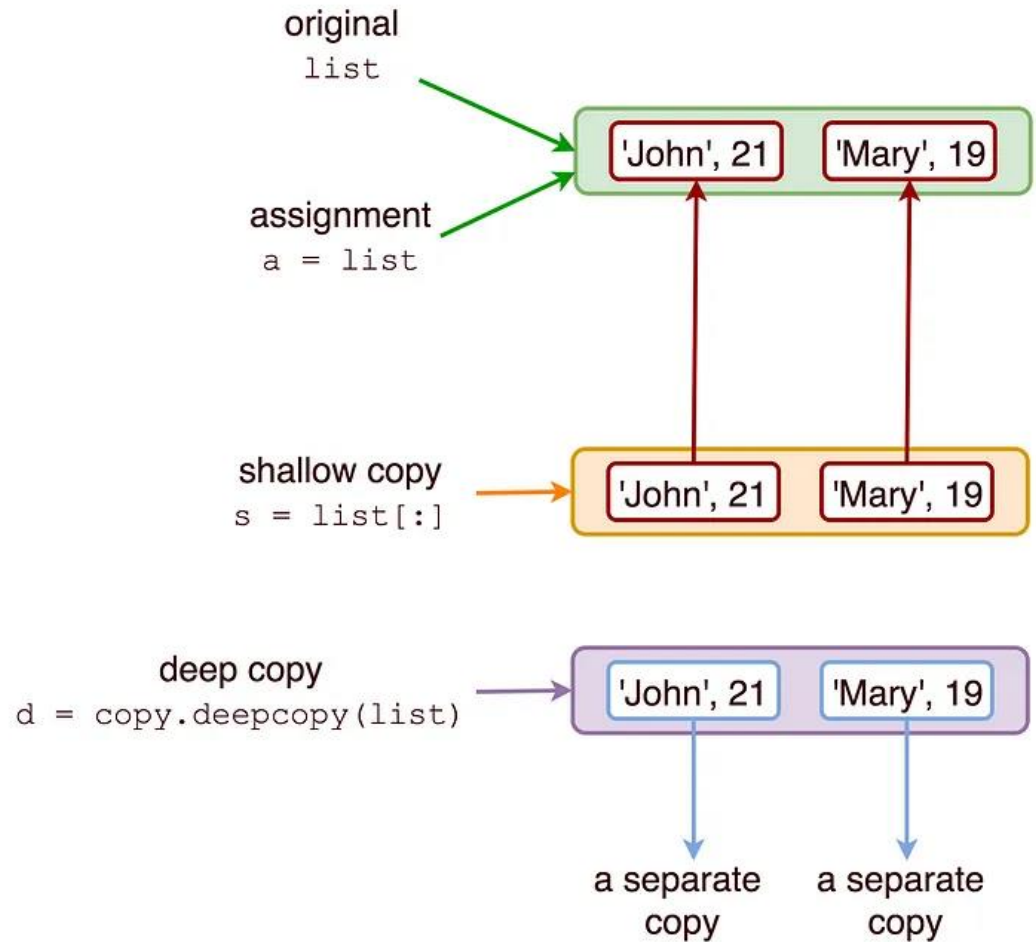 original
list
'John', 21 'Mary', 19
assignment
a = list
shallow copy
s = list[:]
'John', 21 'Mary', 19
deep copy
d = copy.deepcopy(list)
'John', 21 'Mary', 19
a separate
copy
a separate
copy